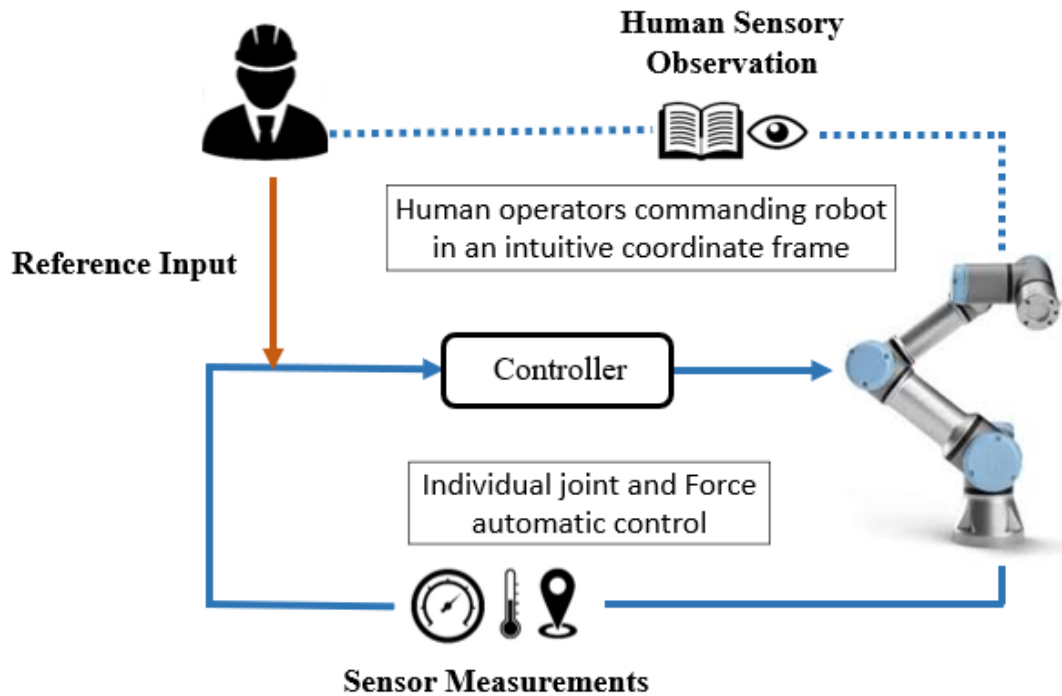 Human Sensory
Observation
Human operators commanding robot
in an intuitive coordinate frame
Reference Input
Controller
Individual joint and Force
automatic control
Sensor Measurements